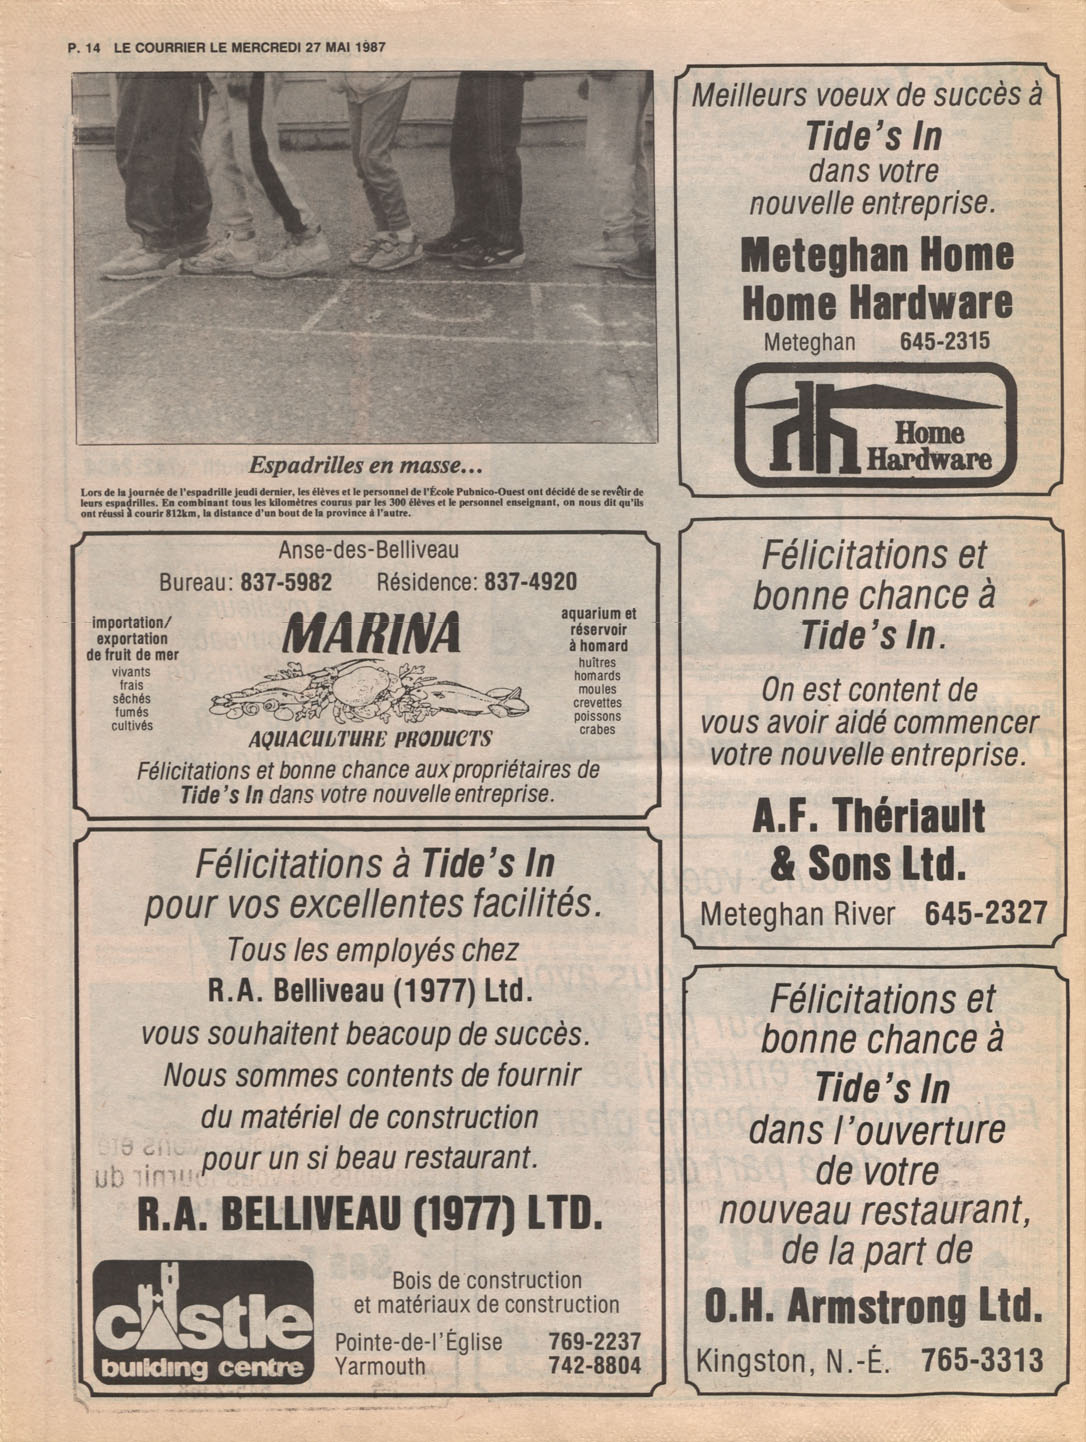 P. 14 LE COURRIER LE MERCREDI 27 MAI 1987
Espadrilles en masse...
Lors de la journée de l'espadrille jeudi dernier, les élèves et le personnel de l'École Pubnico-Ouest ont décidé de se revêtir de
leurs espadrilles. En combinant tous les kilomètres courus par les 300 élèves et le personnel enseignant, on nous dit qu'ils
ont réussi à courir 812km, la distance d'un bout de la province à l'autre.
Anse-des-Belliveau
Bureau: 837-5982 Résidence: 837-4920
importation/
exportation
de fruit de mer
vivants
frais
séchés
fumés
cultivés
MARINA
AQUACULTURE PRODUCTS
aquarium et
réservoir
à homard
huîtres
homards
moules
crevettes
poissons
crabes
Félicitations et bonne chance aux propriétaires de
Tide's In dans votre nouvelle entreprise.
Félicitations à Tide's In
pour vos excellentes facilités.
Tous les employés chez
R.A. Belliveau (1977) Ltd.
vous souhaitent beacoup de succès.
Nous sommes contents de fournir
du matériel de construction
pour un si beau restaurant.
R.A. BELLIVEAU (1977) LTD.
castle
building centre
Bois de construction
et matériaux de construction
Pointe-de-l'Église 769-2237
Yarmouth 742-8804
Meilleurs voeux de succès à
Tide's In
dans votre
nouvelle entreprise.
Meteghan Home
Home Hardware
Meteghan 645-2315
Home
Hardware
Félicitations et
bonne chance à
Tide's In.
On est content de
vous avoir aidé commencer
votre nouvelle entreprise.
A.F. Thériault
& Sons Ltd.
Meteghan River 645-2327
Félicitations et
bonne chance à
Tide's In
dans l'ouverture
de votre
nouveau restaurant,
de la part de
O.H. Armstrong Ltd.
Kingston, N.-É. 765-3313